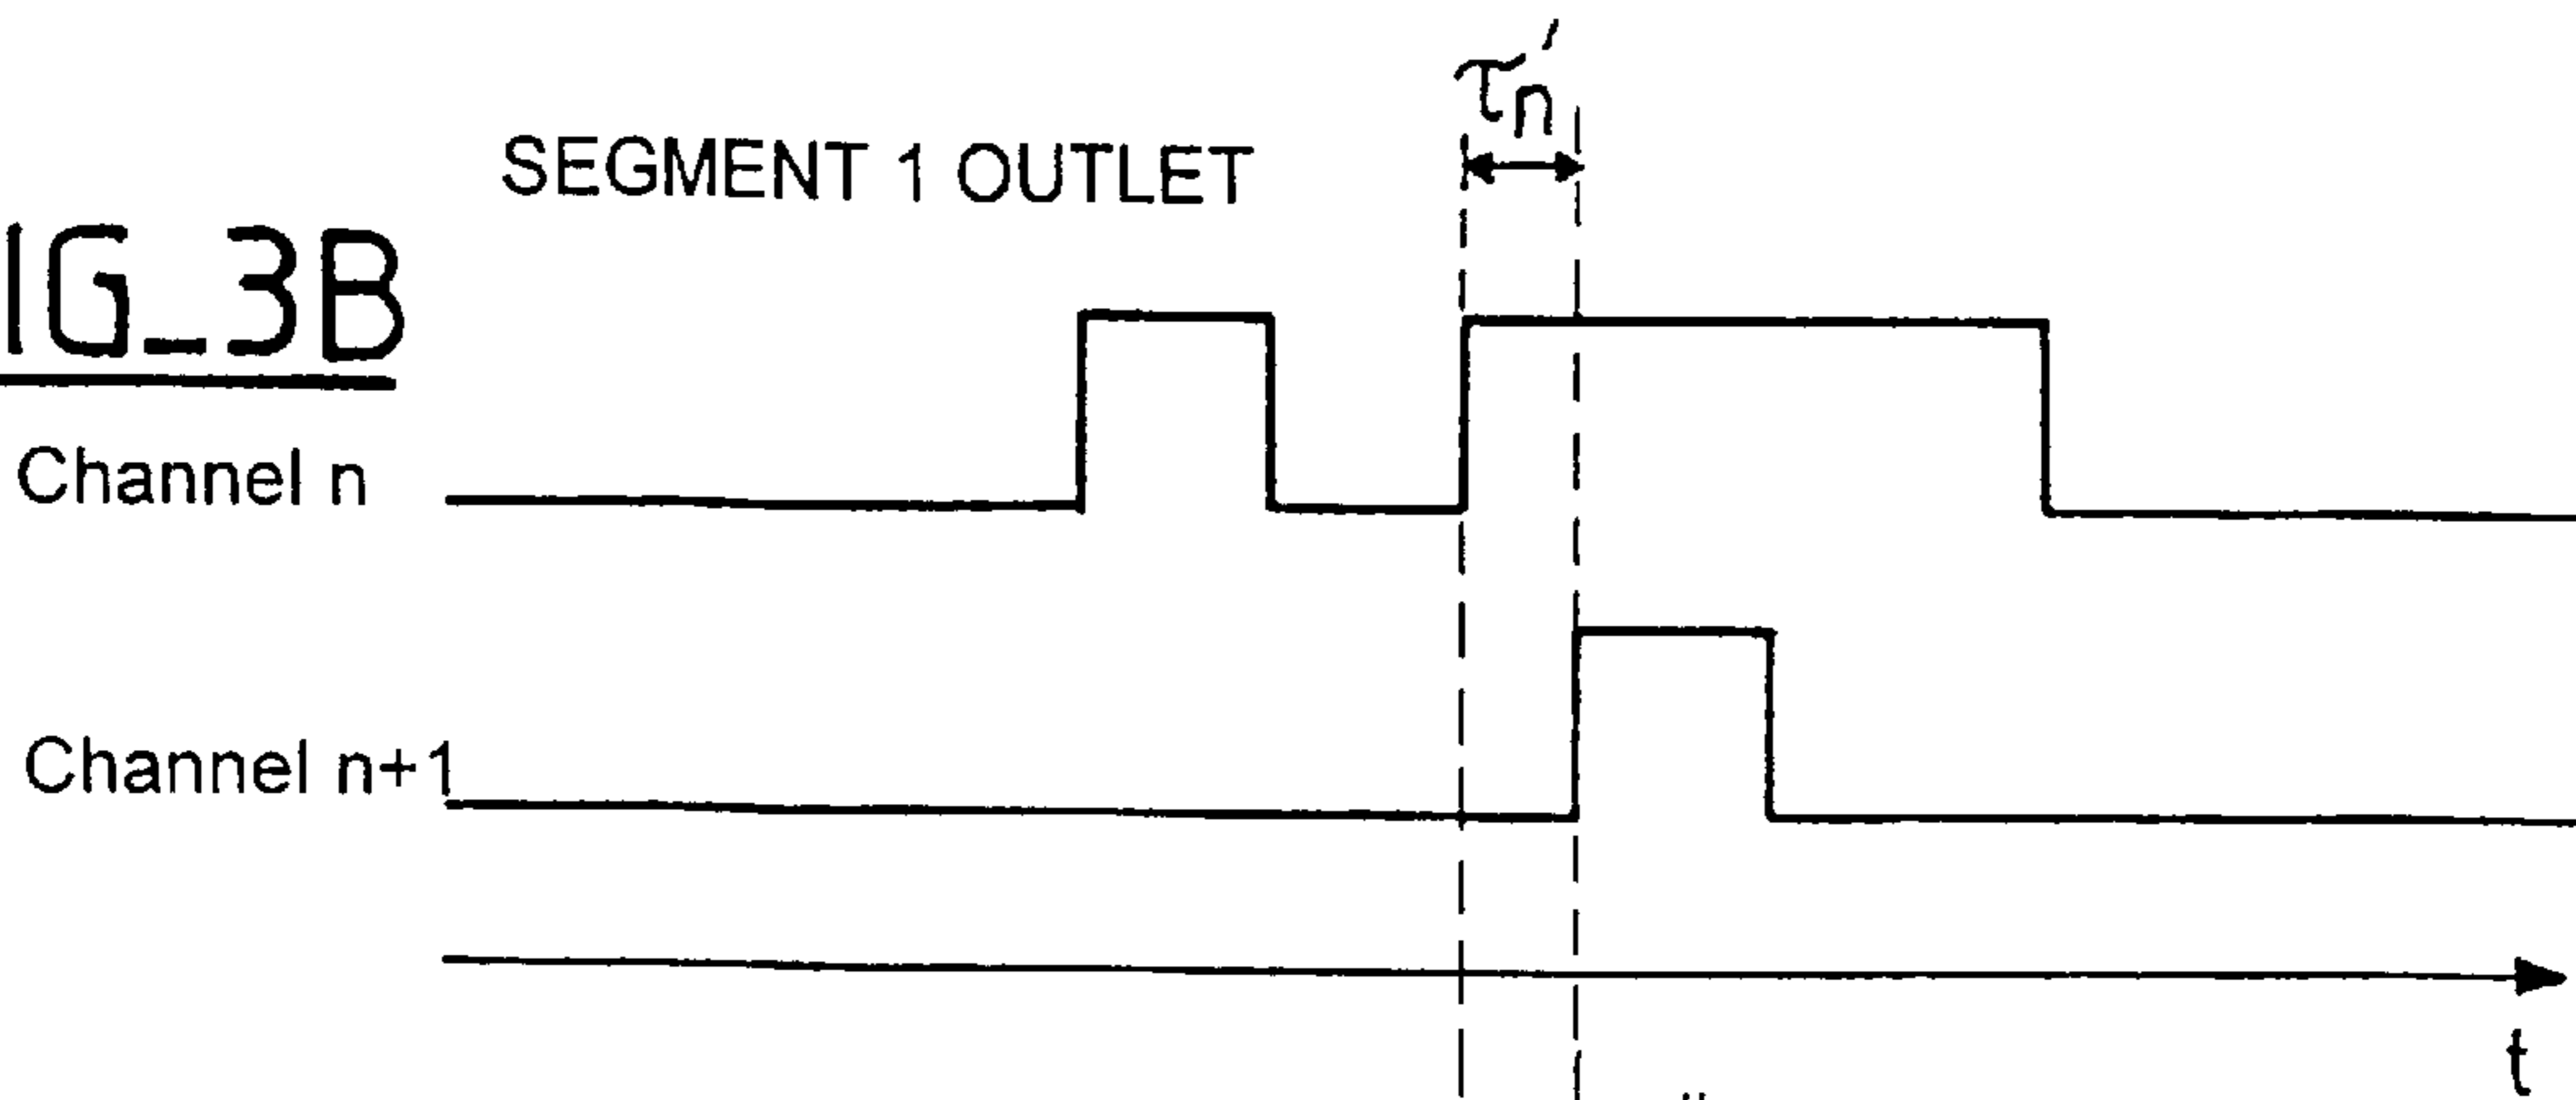 τn′
SEGMENT 1 OUTLET
IG_3B
Channel n
Channel n+1
t